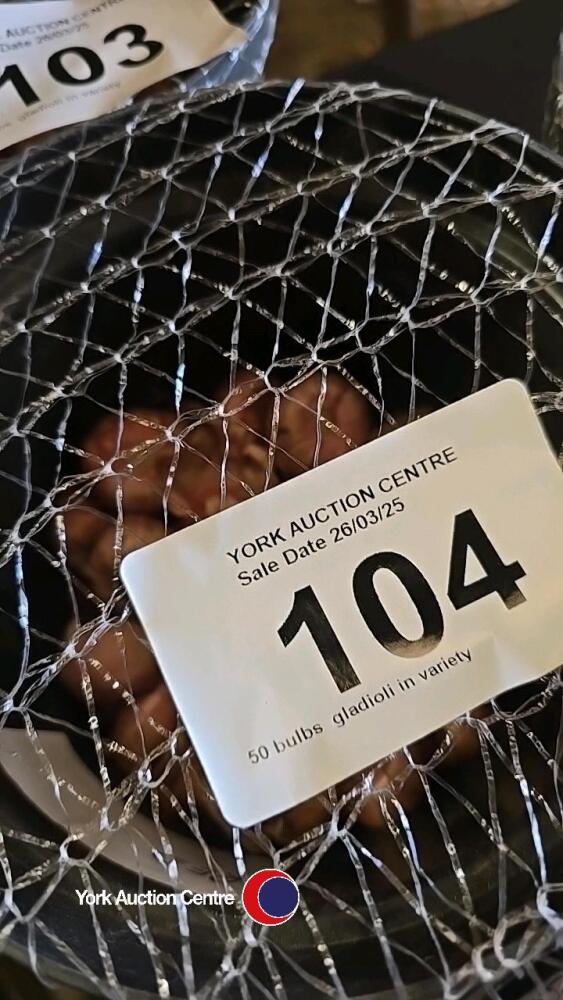 AUCTION CENTRE
Date 26/03/25
103
gladioli in variety
YORK AUCTION CENTRE
Sale Date 26/03/25
104
50 bulbs gladioli in variety
York Auction Centre